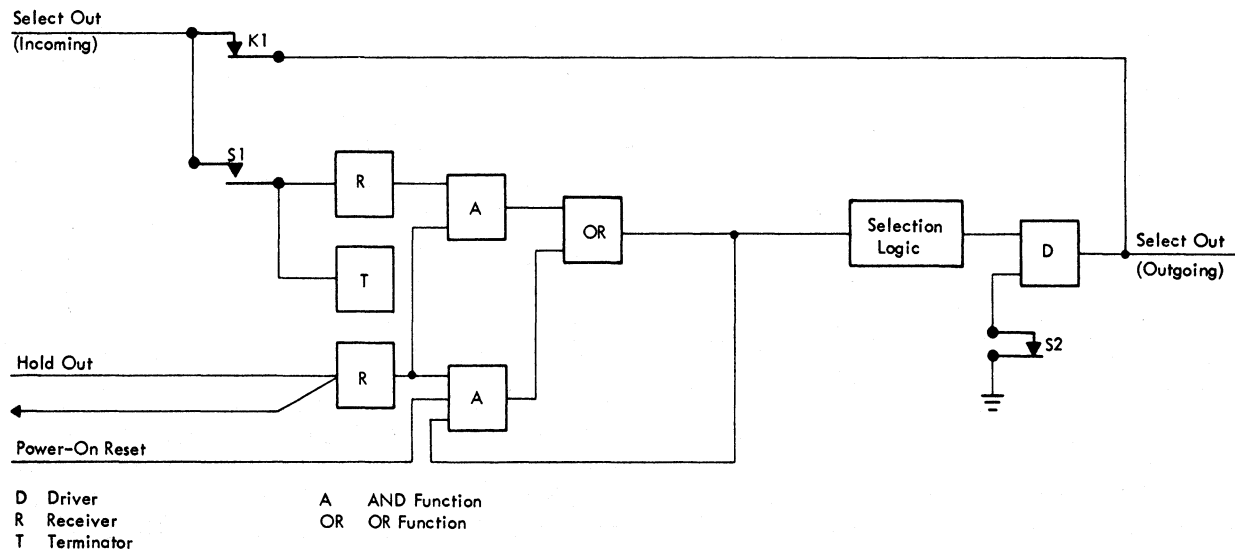 Select Out
(Incoming)
K1
S1
R
A
OR
Selection
Logic
D
Select Out
(Outgoing)
T
S2
Hold Out
R
A
Power-On Reset
D Driver
R Receiver
T Terminator
A AND Function
OR OR Function